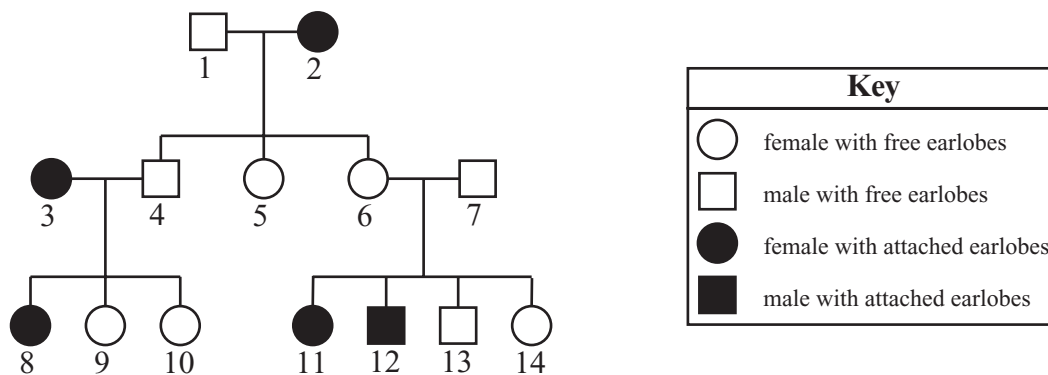 1 2
3 4 5 6 7
8 9 10 11 12 13 14
Key
female with free earlobes
male with free earlobes
female with attached earlobes
male with attached earlobes